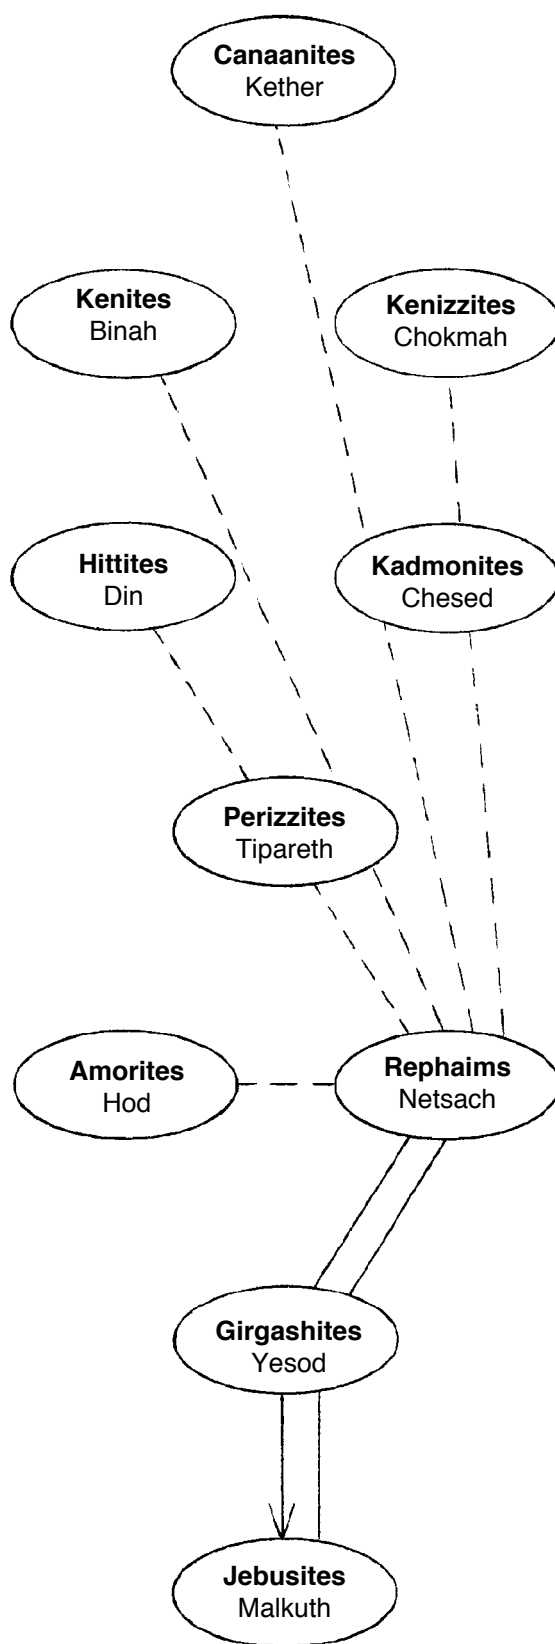 Canaanites
Kether
Kenites
Binah
Kenizzites
Chokmah
Hittites
Din
Kadmonites
Chesed
Perizzites
Tipareth
Amorites
Hod
Rephaims
Netsach
Girgashites
Yesod
Jebusites
Malkuth